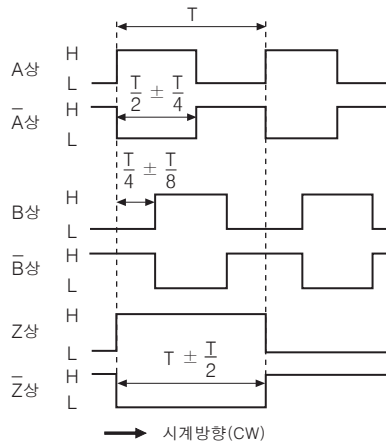 T
A상 H
L
A̅상 H
L
T/2 ± T/4
T/4 ± T/8
B상 H
L
B̅상 H
L
Z상 H
L
Z̅상 H
L
T ± T/2
시계방향(CW)